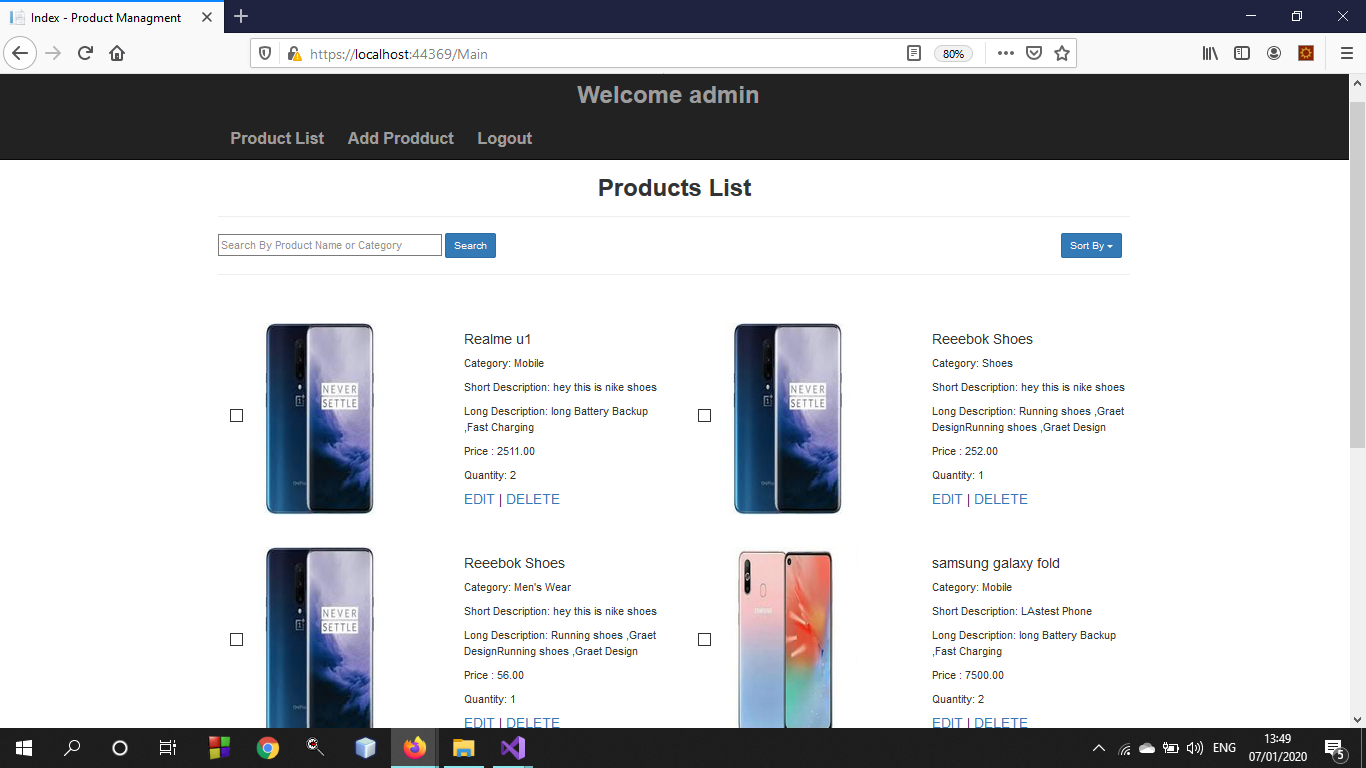 Index - Product Managment
https://localhost:44369/Main
80%
Welcome admin
Product List
Add Prodduct
Logout
Products List
Search By Product Name or Category
Search
Sort By
NEVER
SETTLE
Realme u1
Category: Mobile
Short Description: hey this is nike shoes
Long Description: long Battery Backup
,Fast Charging
Price : 2511.00
Quantity: 2
EDIT | DELETE
NEVER
SETTLE
Reeebok Shoes
Category: Shoes
Short Description: hey this is nike shoes
Long Description: Running shoes ,Graet
DesignRunning shoes ,Graet Design
Price : 252.00
Quantity: 1
EDIT | DELETE
NEVER
SETTLE
Reeebok Shoes
Category: Men's Wear
Short Description: hey this is nike shoes
Long Description: Running shoes ,Graet
DesignRunning shoes ,Graet Design
Price : 56.00
Quantity: 1
EDIT | DELETE
samsung galaxy fold
Category: Mobile
Short Description: LAstest Phone
Long Description: long Battery Backup
,Fast Charging
Price : 7500.00
Quantity: 2
EDIT | DELETE
ENG
13:49
07/01/2020
5